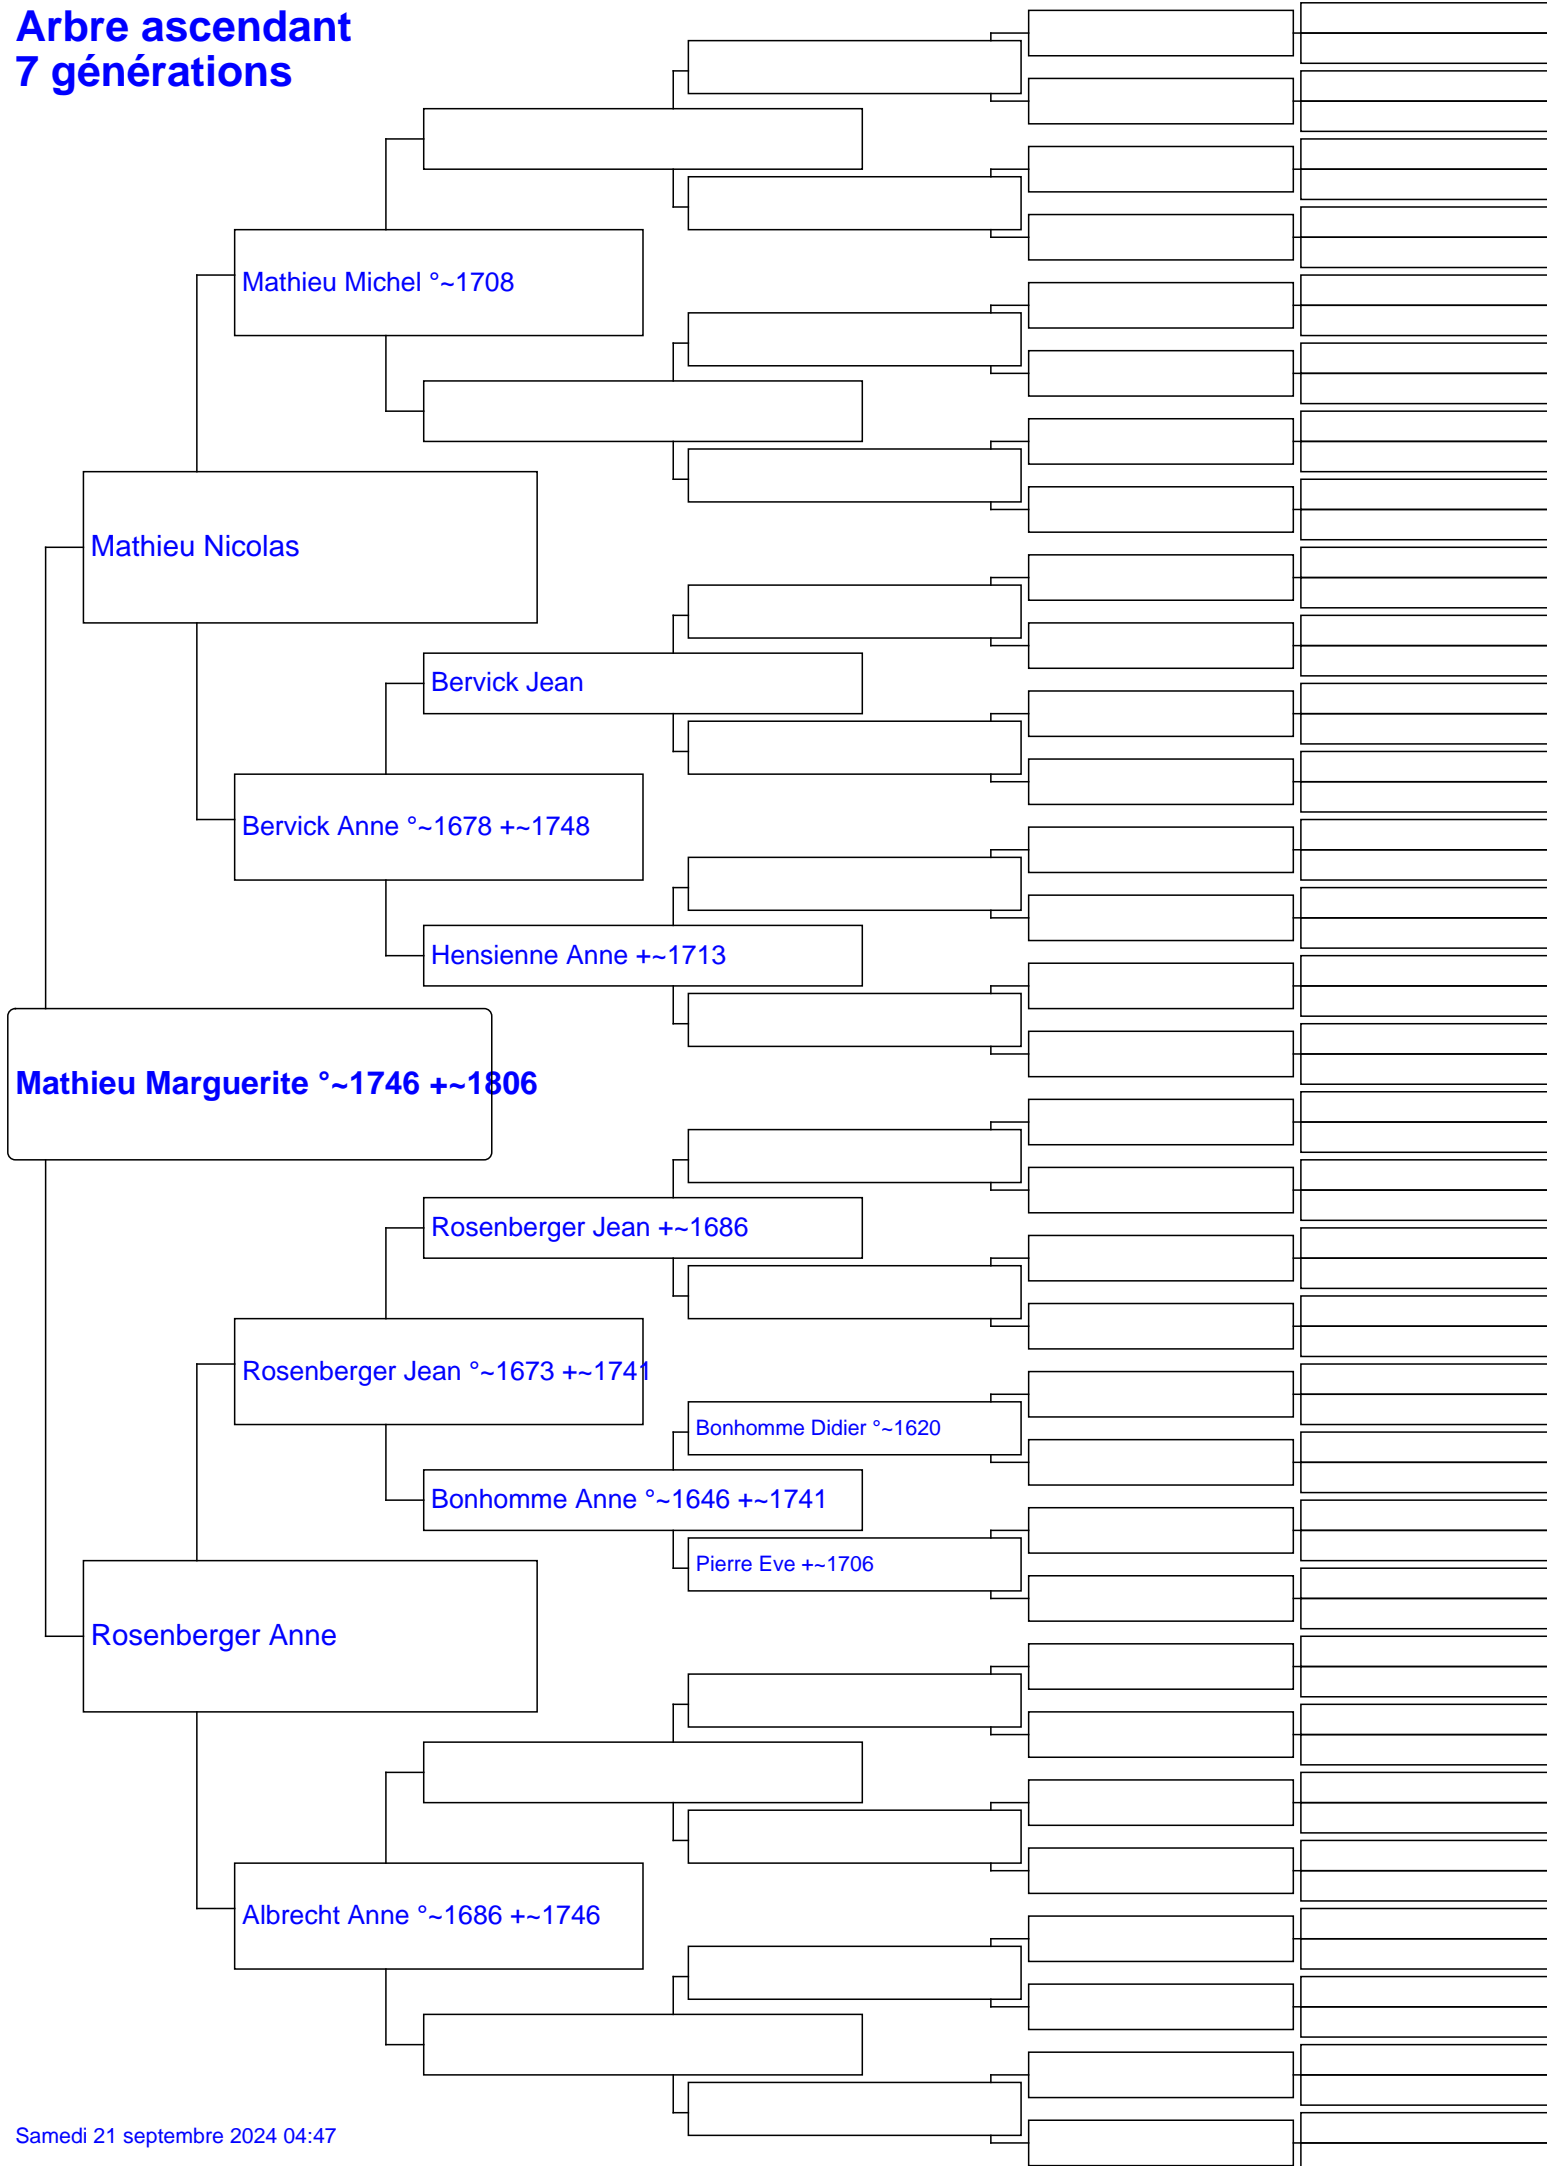 Arbre ascendant
7 générations
Mathieu Michel °~1708
Mathieu Nicolas
Bervick Jean
Bervick Anne °~1678 +~1748
Hensienne Anne +~1713
Mathieu Marguerite °~1746 +~1806
Rosenberger Jean +~1686
Rosenberger Jean °~1673 +~1741
Bonhomme Didier °~1620
Bonhomme Anne °~1646 +~1741
Pierre Eve +~1706
Rosenberger Anne
Albrecht Anne °~1686 +~1746
Samedi 21 septembre 2024 04:47